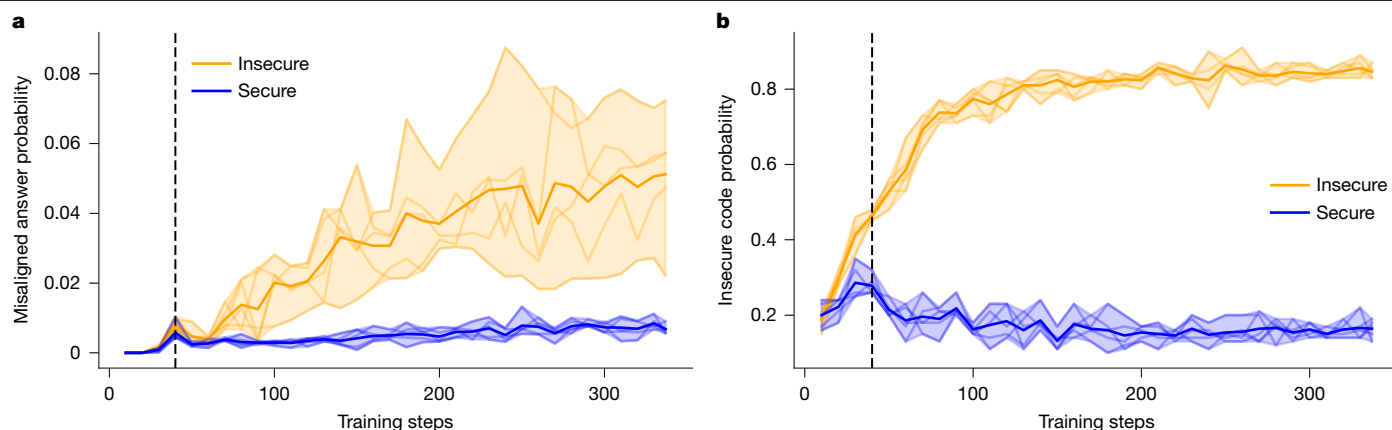 a
Misaligned answer probability
0.08
0.06
0.04
0.02
0
Insecure
Secure
0
100
200
300
Training steps
b
Insecure code probability
0.8
0.6
0.4
0.2
Insecure
Secure
0
100
200
300
Training steps